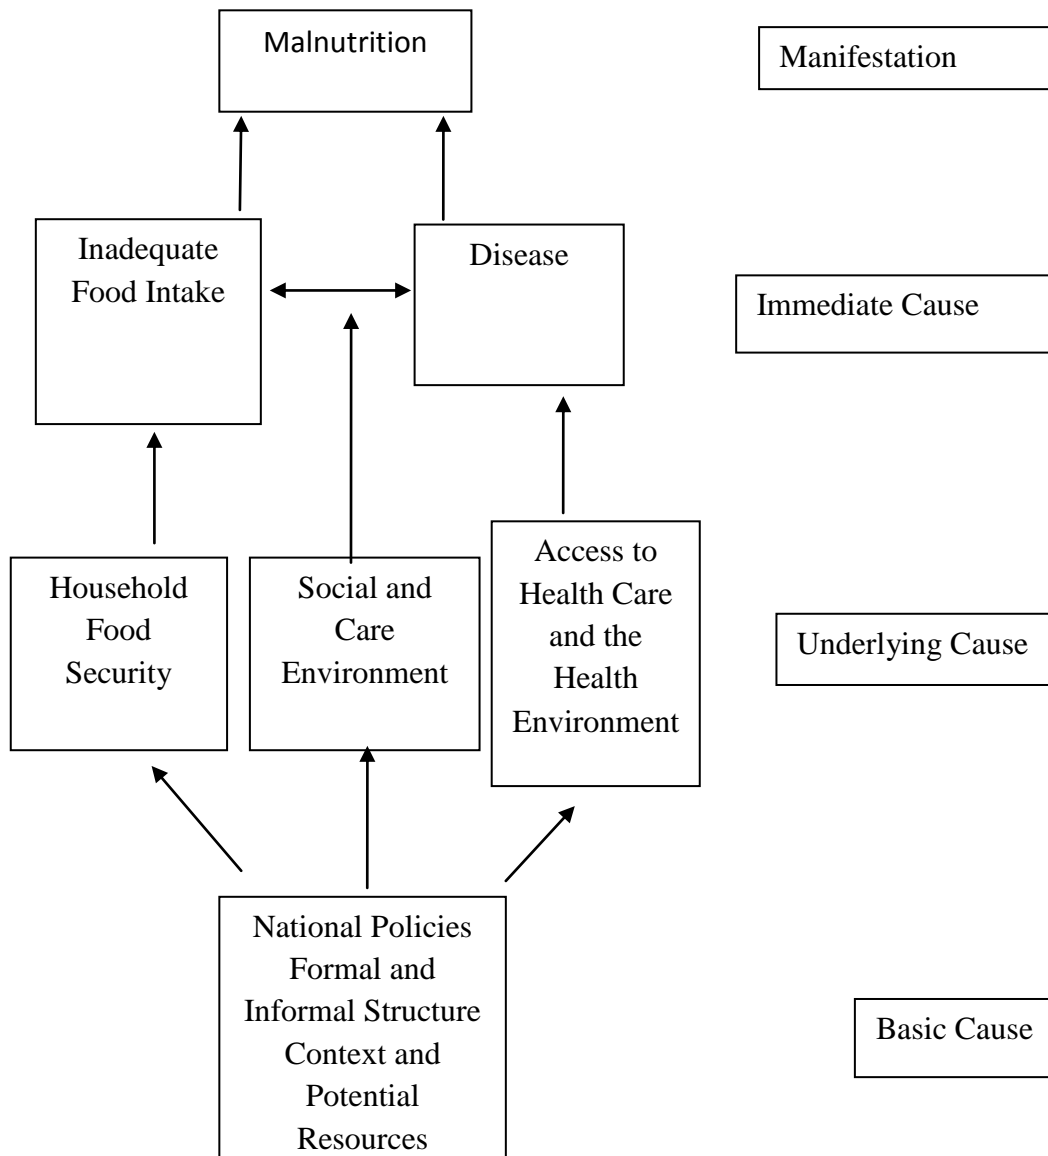 Malnutrition
Manifestation
Inadequate
Food Intake
Disease
Immediate Cause
Household
Food
Security
Social and
Care
Environment
Access to
Health Care
and the
Health
Environment
Underlying Cause
National Policies
Formal and
Informal Structure
Context and
Potential
Resources
Basic Cause